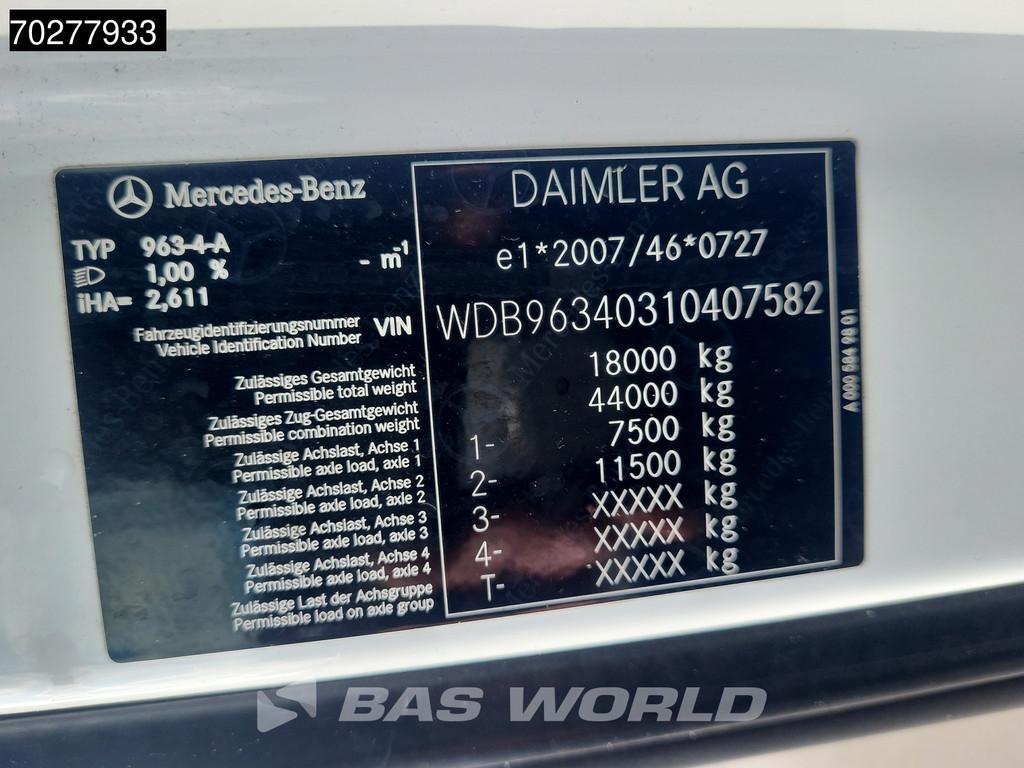 70277933
Mercedes-Benz
DAIMLER AG
TYP 963-4-A
1,00 % - m⁻¹
iHA= 2,611
e1*2007/46*0727
Fahrzeugidentifizierungsnummer
Vehicle Identification Number VIN
WDB96340310407582
Zulässiges Gesamtgewicht
Permissible total weight
18000 kg
Zulässiges Zug-Gesamtgewicht
Permissible combination weight
44000 kg
Zulässige Achslast, Achse 1
Permissible axle load, axle 1
1- 7500 kg
Zulässige Achslast, Achse 2
Permissible axle load, axle 2
2- 11500 kg
Zulässige Achslast, Achse 3
Permissible axle load, axle 3
3- XXXXX kg
Zulässige Achslast, Achse 4
Permissible axle load, axle 4
4- XXXXX kg
Zulässige Last der Achsgruppe
Permissible load on axle group
T- XXXXX kg
A 000 584 98 01
BAS WORLD